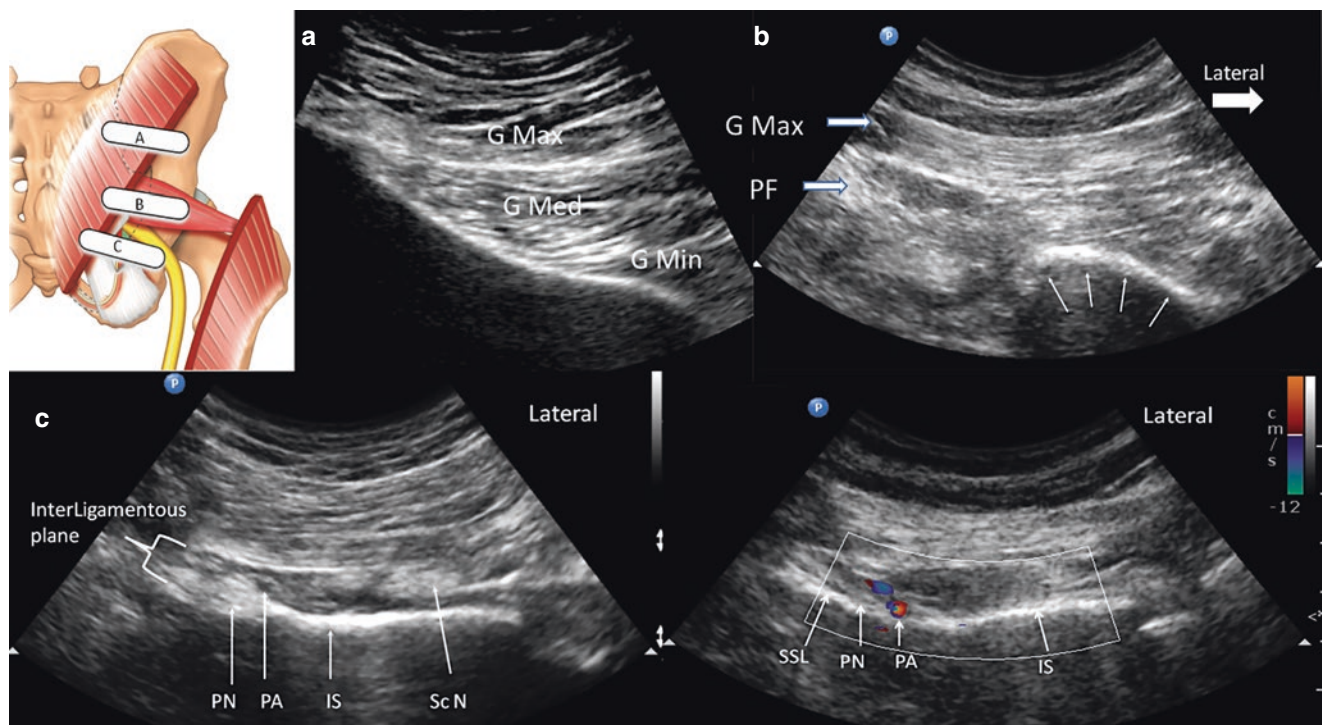 A
B
C
a
G Max
G Med
G Min
b
P
Lateral
G Max
PF
c
P
Lateral
InterLigamentous
plane
PN
PA
IS
Sc N
P
Lateral
c
m
/
s
-12
SSL
PN
PA
IS